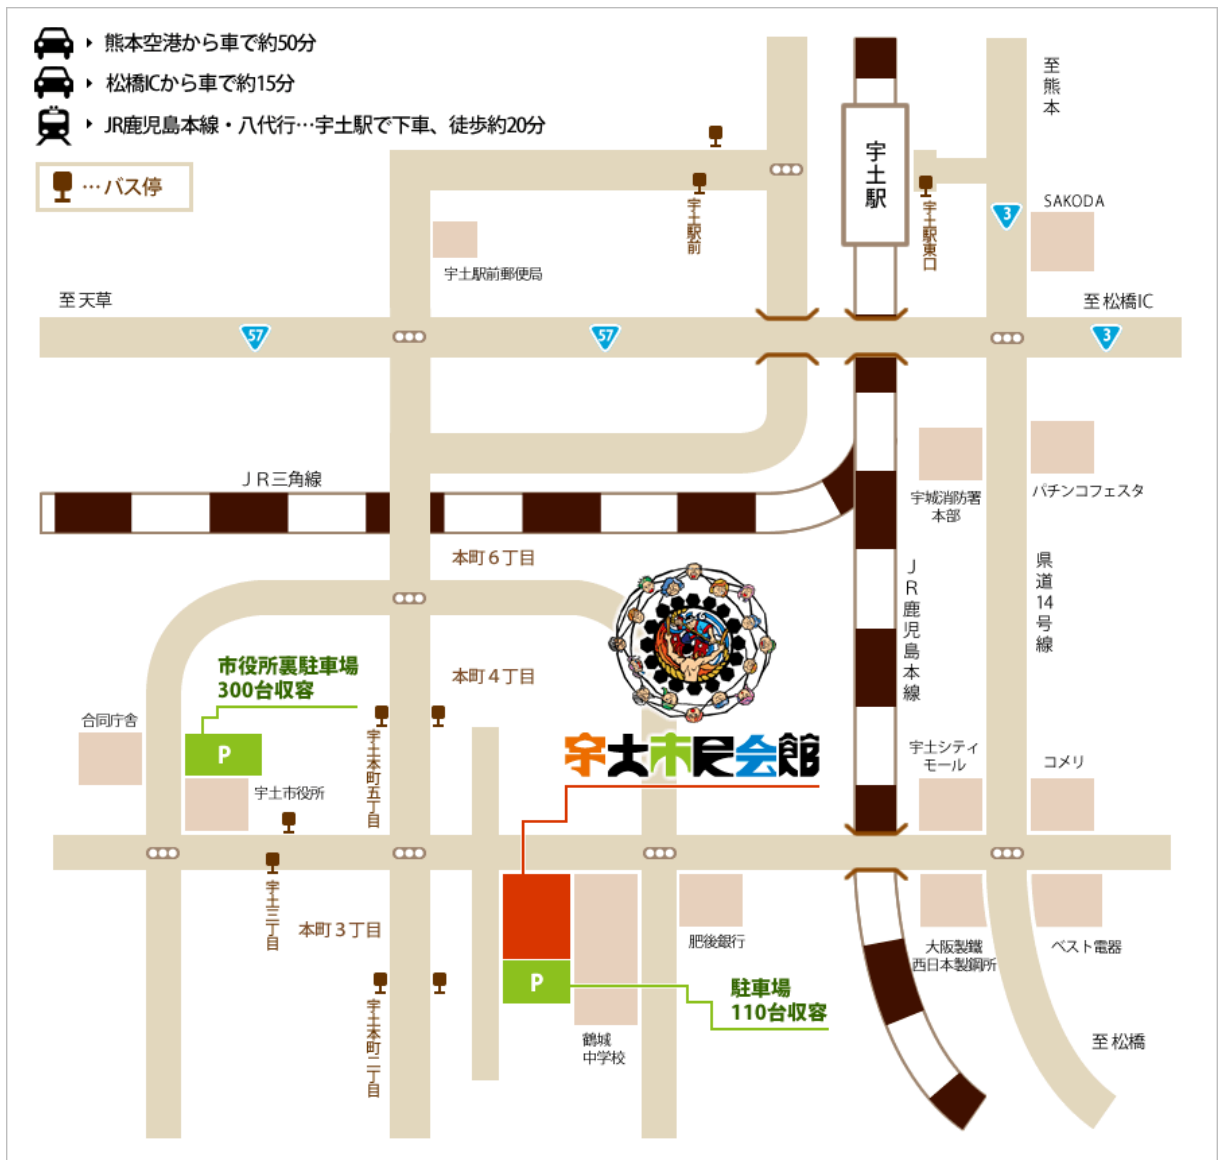 熊本空港から車で約50分
松橋ICから車で約15分
JR鹿児島本線・八代行…宇土駅で下車、徒歩約20分
…バス停
至熊本
宇土駅
SAKODA
3
宇土駅前
宇土駅東口
宇土駅前郵便局
至 天草
至 松橋IC
57
57
3
JR三角線
宇城消防署
本部
パチンコフェスタ
本町6丁目
JR鹿児島本線
県道14号線
市役所裏駐車場
300台収容
本町4丁目
合同庁舎
P
宇土本町五丁目
宇土市民会館
宇土シティ
モール
コメリ
宇土市役所
宇土三丁目
本町3丁目
肥後銀行
大阪製鐵
西日本製鋼所
ベスト電器
P
駐車場
110台収容
宇土本町二丁目
鶴城
中学校
至 松橋